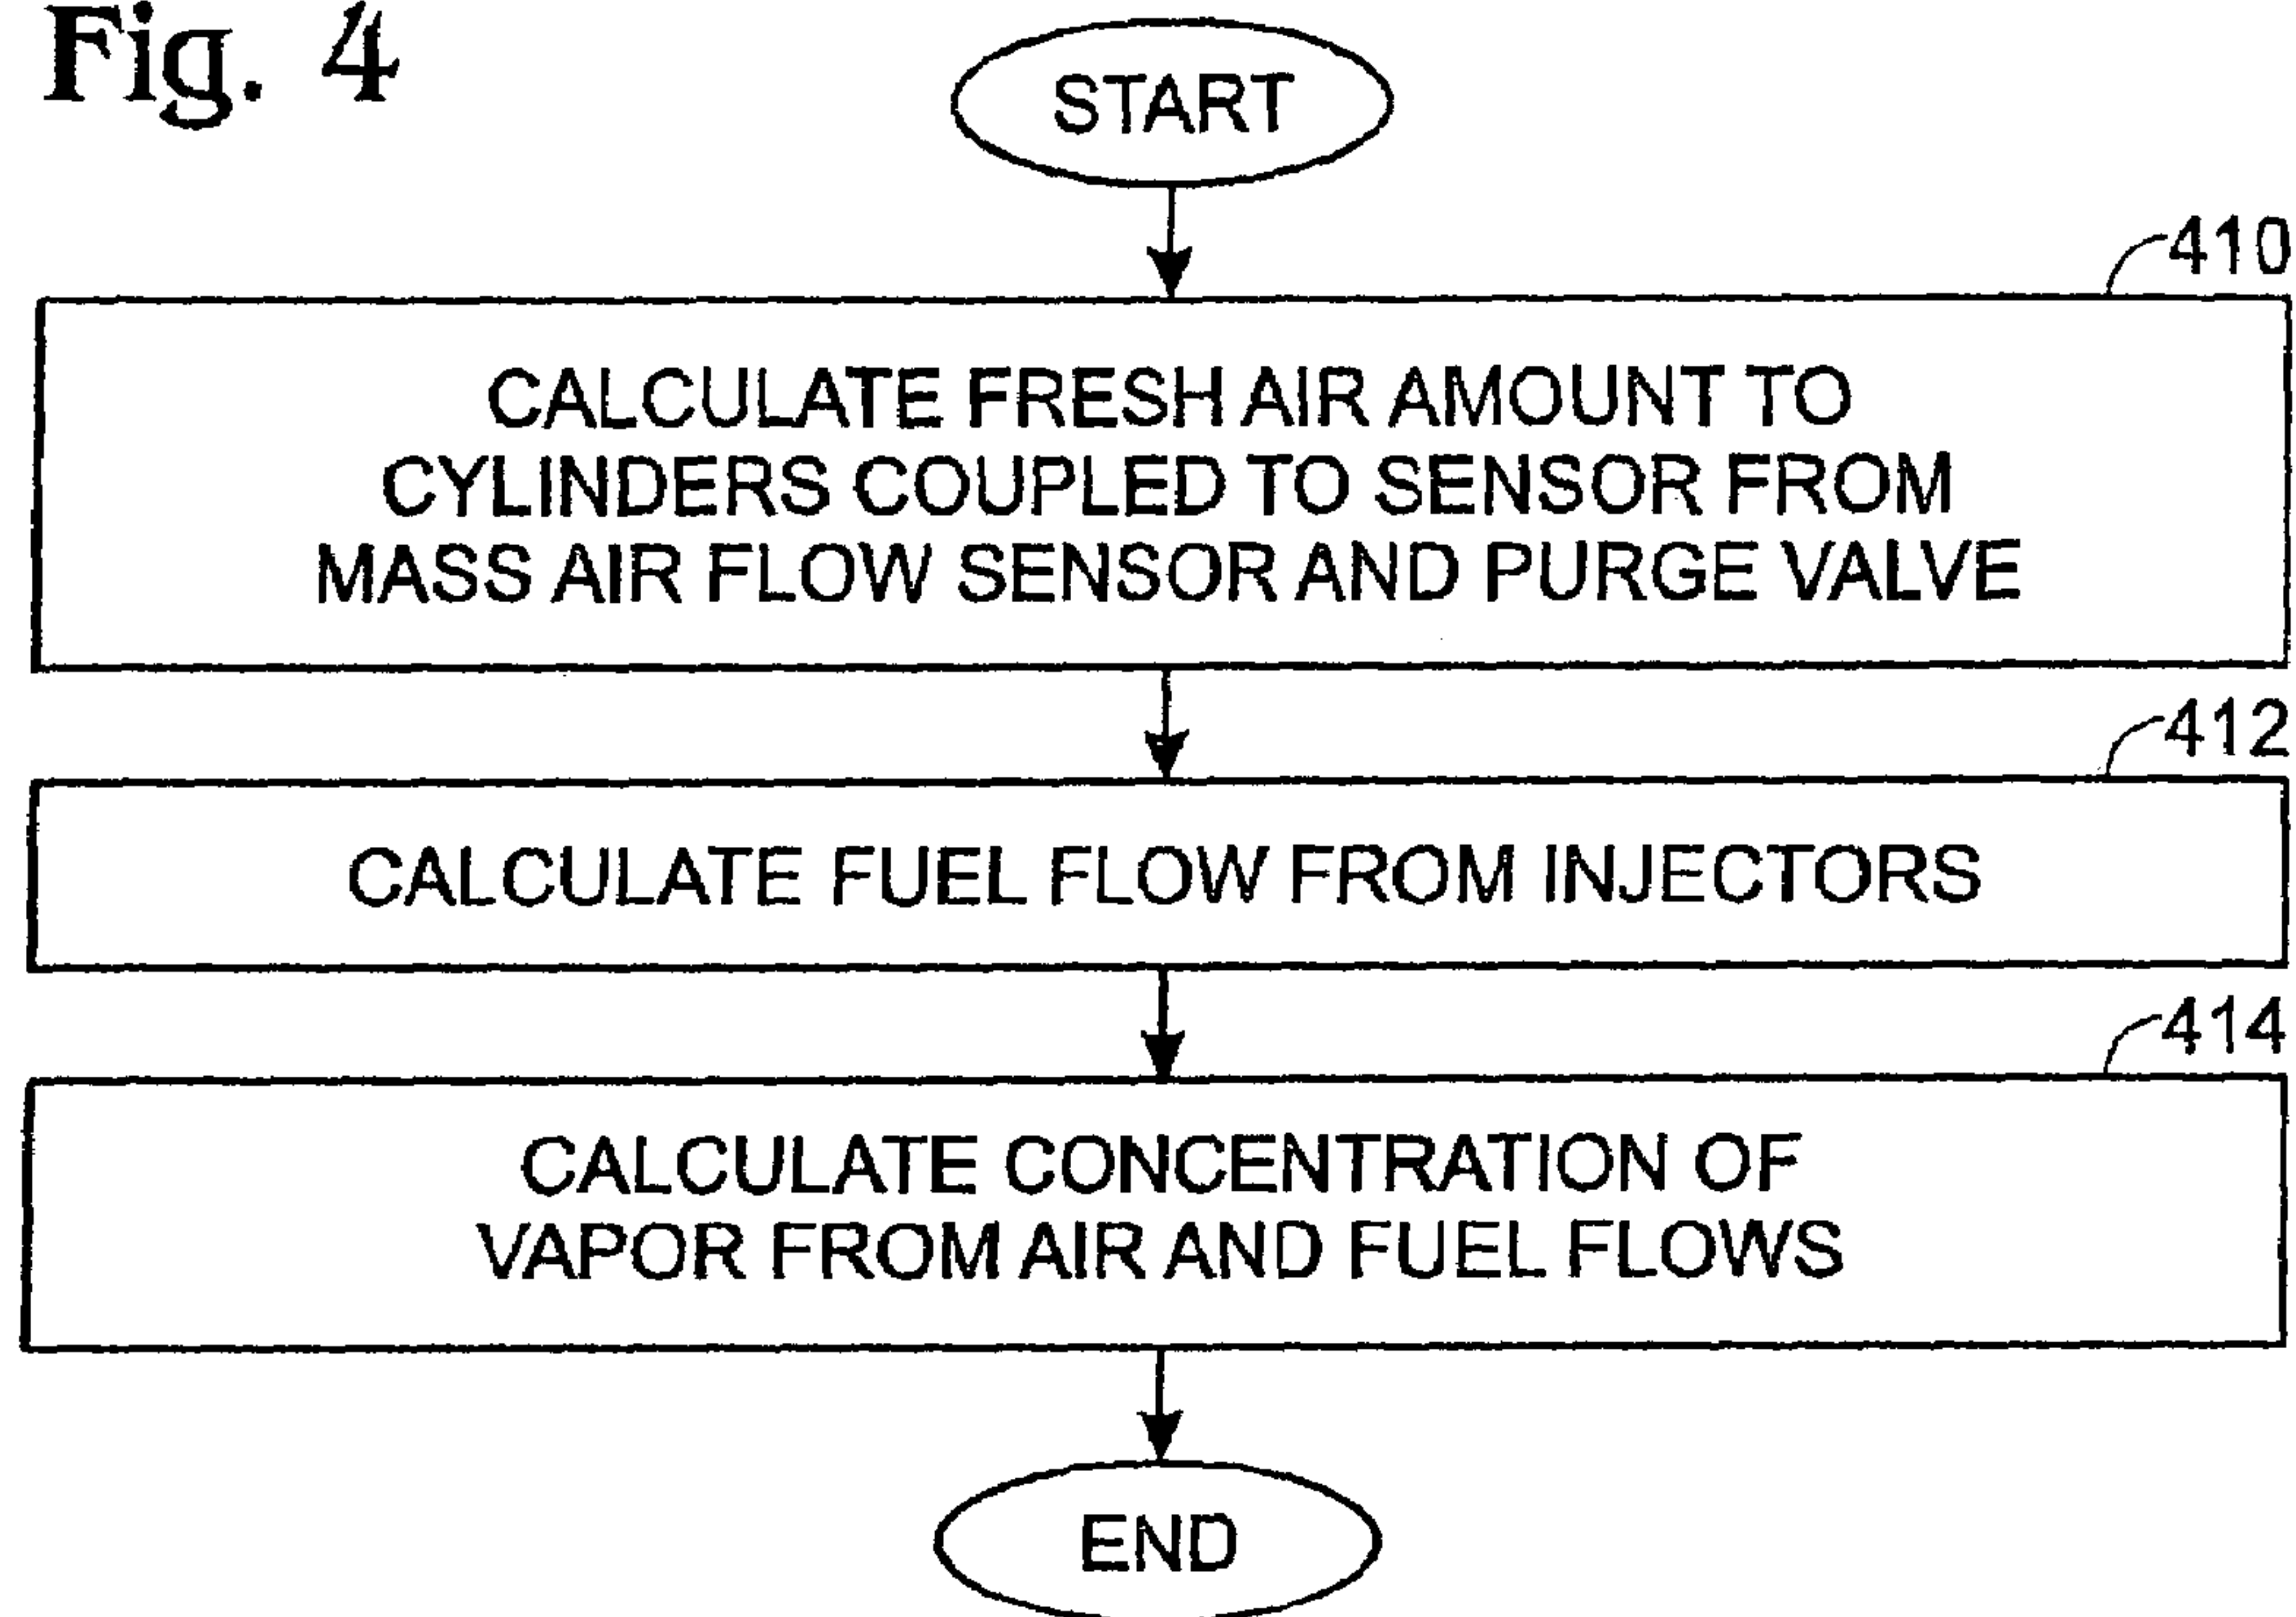 Fig. 4
START
410
CALCULATE FRESH AIR AMOUNT TO
CYLINDERS COUPLED TO SENSOR FROM
MASS AIR FLOW SENSOR AND PURGE VALVE
412
CALCULATE FUEL FLOW FROM INJECTORS
414
CALCULATE CONCENTRATION OF
VAPOR FROM AIR AND FUEL FLOWS
END